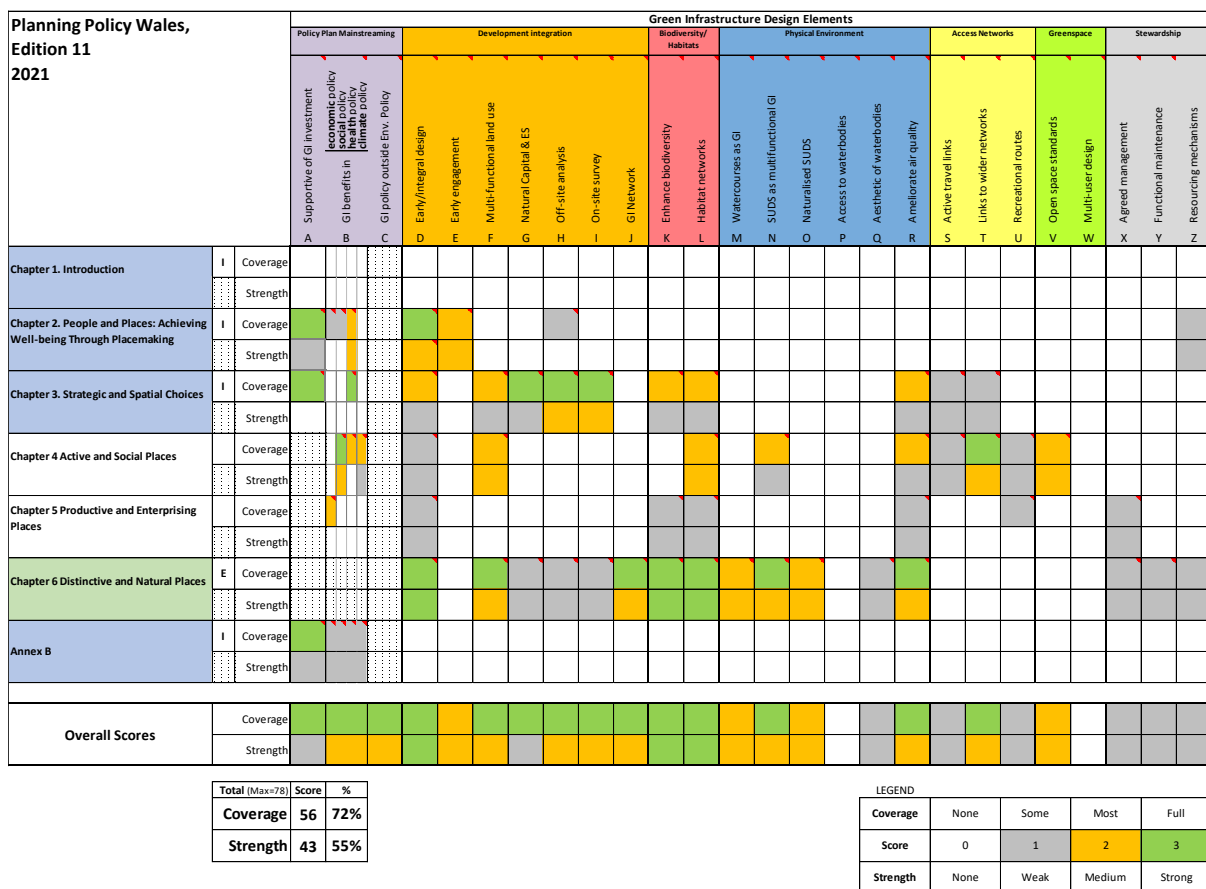 Planning Policy Wales,
Edition 11
2021
Green Infrastructure Design Elements
Policy Plan Mainstreaming
Development integration
Biodiversity/
Habitats
Physical Environment
Access Networks
Greenspace
Stewardship
Supportive of GI investment
GI benefits in
economic policy
social policy
health policy
climate policy
GI policy outside Env. Policy
Early/integral design
Early engagement
Multi-functional land use
Natural Capital & ES
Off-site analysis
On-site survey
GI Network
Enhance biodiversity
Habitat networks
Watercourses as GI
SUDS as multifunctional GI
Naturalised SUDS
Access to waterbodies
Aesthetic of waterbodies
Ameliorate air quality
Active travel links
Links to wider networks
Recreational routes
Open space standards
Multi-user design
Agreed management
Functional maintenance
Resourcing mechanisms
A B C D E F G H I J K L M N O P Q R S T U V W X Y Z
Chapter 1. Introduction
I
Coverage
Strength
Chapter 2. People and Places: Achieving
Well-being Through Placemaking
I
Coverage
Strength
Chapter 3. Strategic and Spatial Choices
I
Coverage
Strength
Chapter 4 Active and Social Places
Coverage
Strength
Chapter 5 Productive and Enterprising
Places
Coverage
Strength
Chapter 6 Distinctive and Natural Places
E
Coverage
Strength
Annex B
I
Coverage
Strength
Overall Scores
Coverage
Strength
Total (Max=78) Score %
Coverage 56 72%
Strength 43 55%
LEGEND
Coverage None Some Most Full
Score 0 1 2 3
Strength None Weak Medium Strong